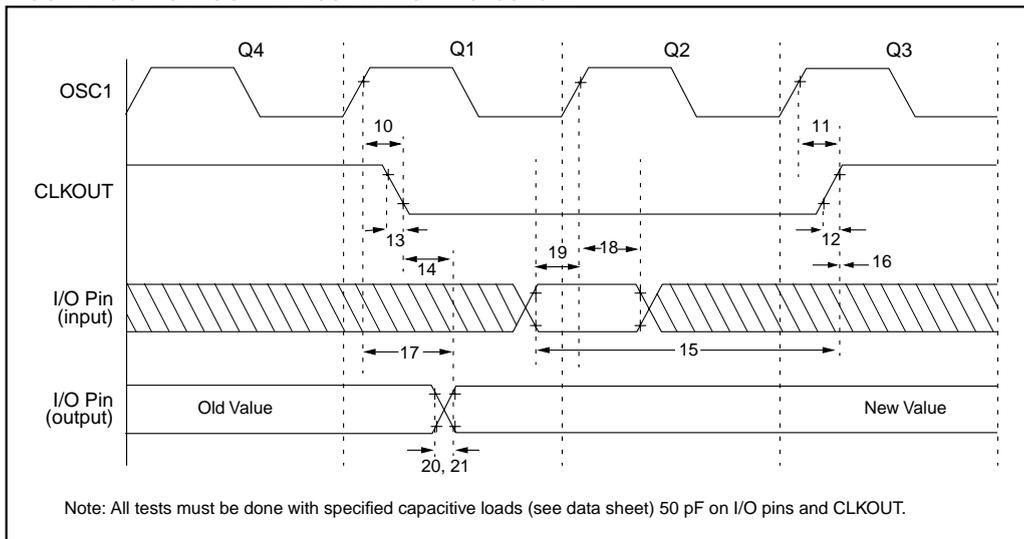 Q4 Q1 Q2 Q3
OSC1
10 11
CLKOUT
13 12
14 19 18 16
I/O Pin
(input)
17 15
I/O Pin
(output)
Old Value New Value
20, 21
Note: All tests must be done with specified capacitive loads (see data sheet) 50 pF on I/O pins and CLKOUT.